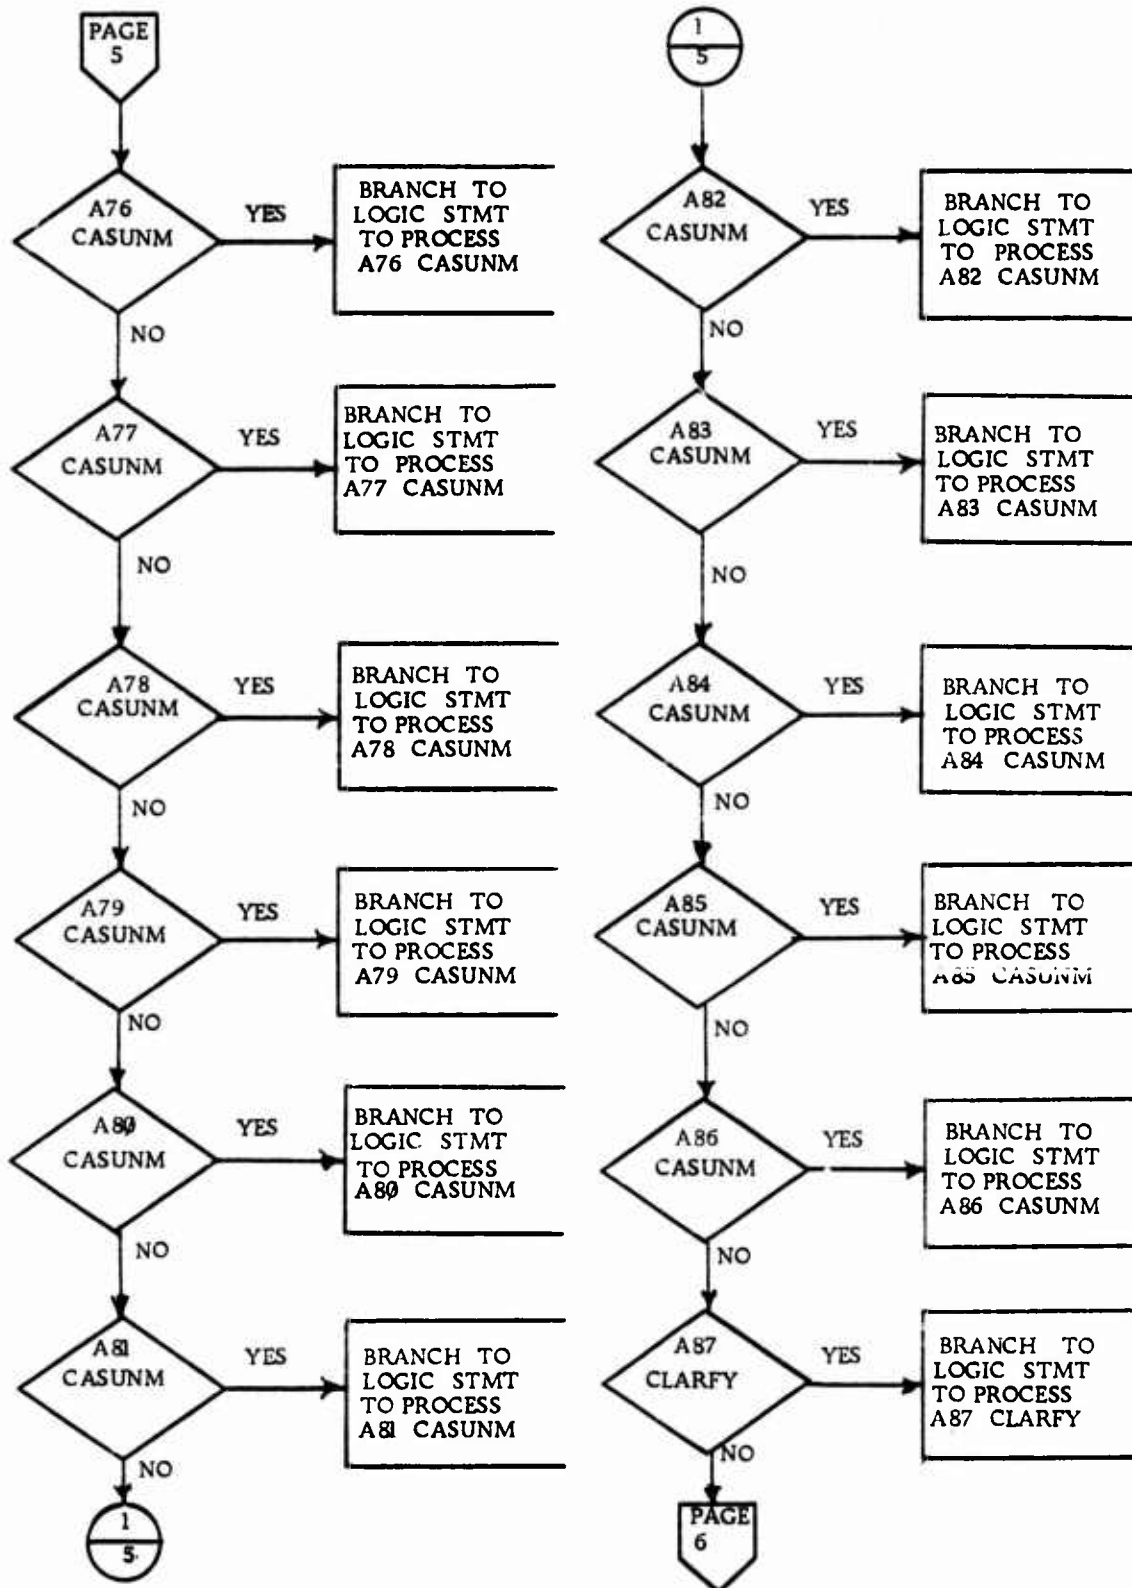 PAGE
5
A76
CASUNM
YES
BRANCH TO
LOGIC STMT
TO PROCESS
A76 CASUNM
NO
A77
CASUNM
YES
BRANCH TO
LOGIC STMT
TO PROCESS
A77 CASUNM
NO
A78
CASUNM
YES
BRANCH TO
LOGIC STMT
TO PROCESS
A78 CASUNM
NO
A79
CASUNM
YES
BRANCH TO
LOGIC STMT
TO PROCESS
A79 CASUNM
NO
A8Ø
CASUNM
YES
BRANCH TO
LOGIC STMT
TO PROCESS
A8Ø CASUNM
NO
A81
CASUNM
YES
BRANCH TO
LOGIC STMT
TO PROCESS
A81 CASUNM
NO
1
5
1
5
A82
CASUNM
YES
BRANCH TO
LOGIC STMT
TO PROCESS
A82 CASUNM
NO
A83
CASUNM
YES
BRANCH TO
LOGIC STMT
TO PROCESS
A83 CASUNM
NO
A84
CASUNM
YES
BRANCH TO
LOGIC STMT
TO PROCESS
A84 CASUNM
NO
A85
CASUNM
YES
BRANCH TO
LOGIC STMT
TO PROCESS
A85 CASUNM
NO
A86
CASUNM
YES
BRANCH TO
LOGIC STMT
TO PROCESS
A86 CASUNM
NO
A87
CLARFY
YES
BRANCH TO
LOGIC STMT
TO PROCESS
A87 CLARFY
NO
PAGE
6